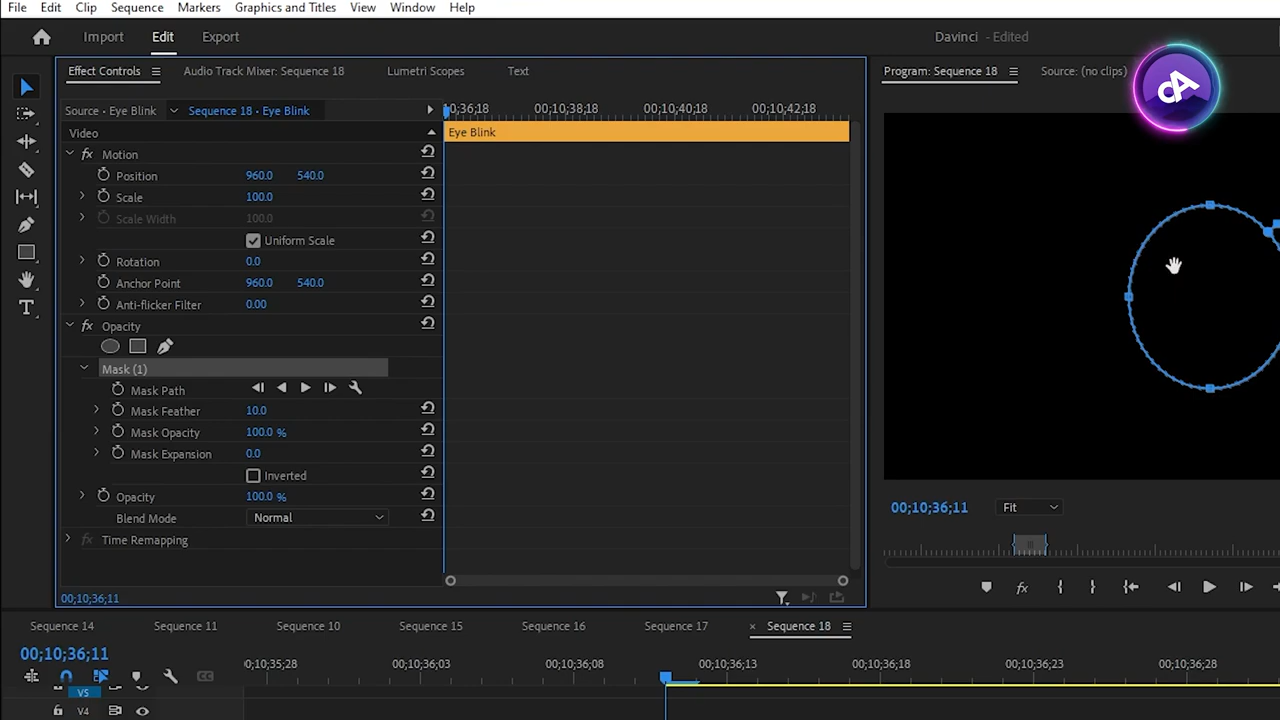 File Edit Clip Sequence Markers Graphics and Titles View Window Help
Import Edit Export Davinci - Edited
Effect Controls Audio Track Mixer: Sequence 18 Lumetri Scopes Text Program: Sequence 18 Source: (no clips)
Source • Eye Blink Sequence 18 • Eye Blink 10;36;18 00;10;38;18 00;10;40;18 00;10;42;18
Video Eye Blink
fx Motion
Position 960.0 540.0
Scale 100.0
Scale Width 100.0
Uniform Scale
Rotation 0.0
Anchor Point 960.0 540.0
Anti-flicker Filter 0.00
fx Opacity
Mask (1)
Mask Path
Mask Feather 10.0
Mask Opacity 100.0 %
Mask Expansion 0.0
Inverted
Opacity 100.0 %
Blend Mode Normal
fx Time Remapping
00;10;36;11 Fit
fx
00;10;36;11
Sequence 14 Sequence 11 Sequence 10 Sequence 15 Sequence 16 Sequence 17 × Sequence 18
00;10;36;11
00;10;35;28 00;10;36;03 00;10;36;08 00;10;36;13 00;10;36;18 00;10;36;23 00;10;36;28
V5
V4